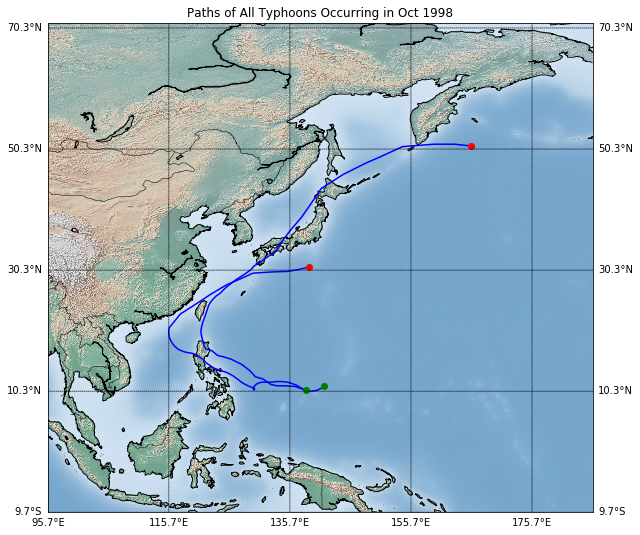 Paths of All Typhoons Occurring in Oct 1998
70.3°N 70.3°N
50.3°N 50.3°N
30.3°N 30.3°N
10.3°N 10.3°N
9.7°S 9.7°S
95.7°E 115.7°E 135.7°E 155.7°E 175.7°E